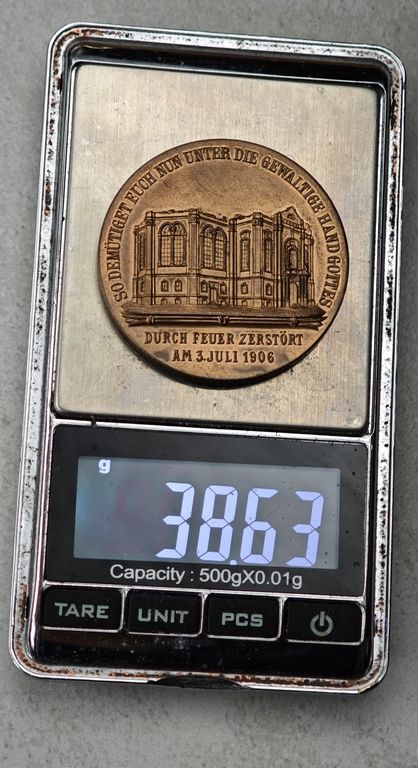 SO DEMÜTIGET EUCH NUN UNTER DIE GEWALTIGE HAND GOTTES
DURCH FEUER ZERSTÖRT
AM 3. JULI 1906
g
38.63
Capacity : 500gX0.01g
TARE UNIT PCS